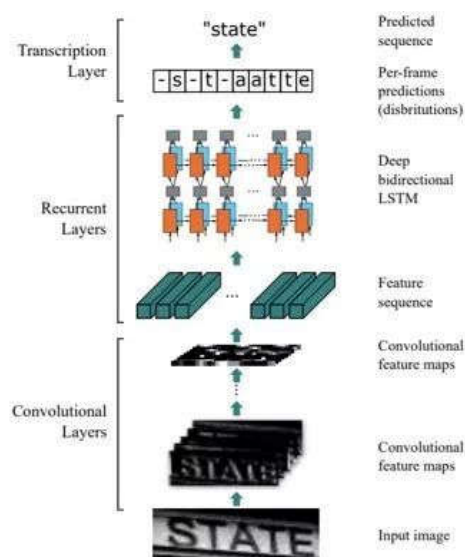 "state"
Predicted
sequence
Transcription
Layer
-s-t-aatte
Per-frame
predictions
(disbritutions)
Deep
bidirectional
LSTM
Recurrent
Layers
Feature
sequence
Convolutional
feature maps
Convolutional
Layers
STATE
Convolutional
feature maps
STATE
Input image